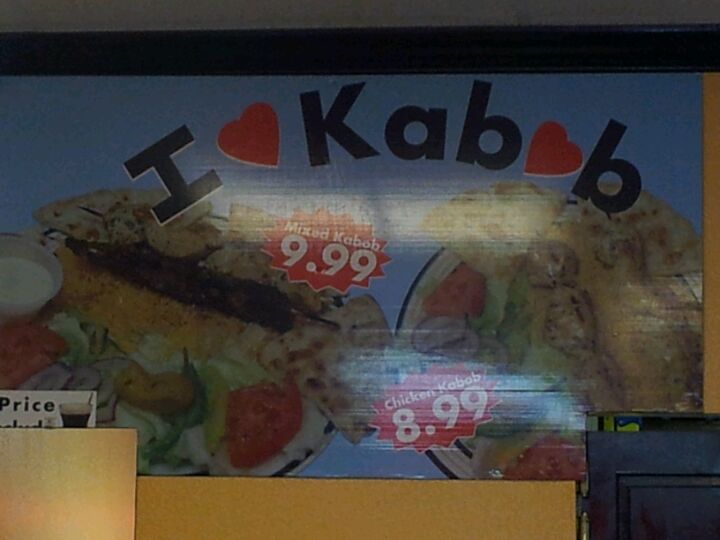 I ❤ Kab❤b
Mixed Kabob
9.99
Chicken Kabob
8.99
Price